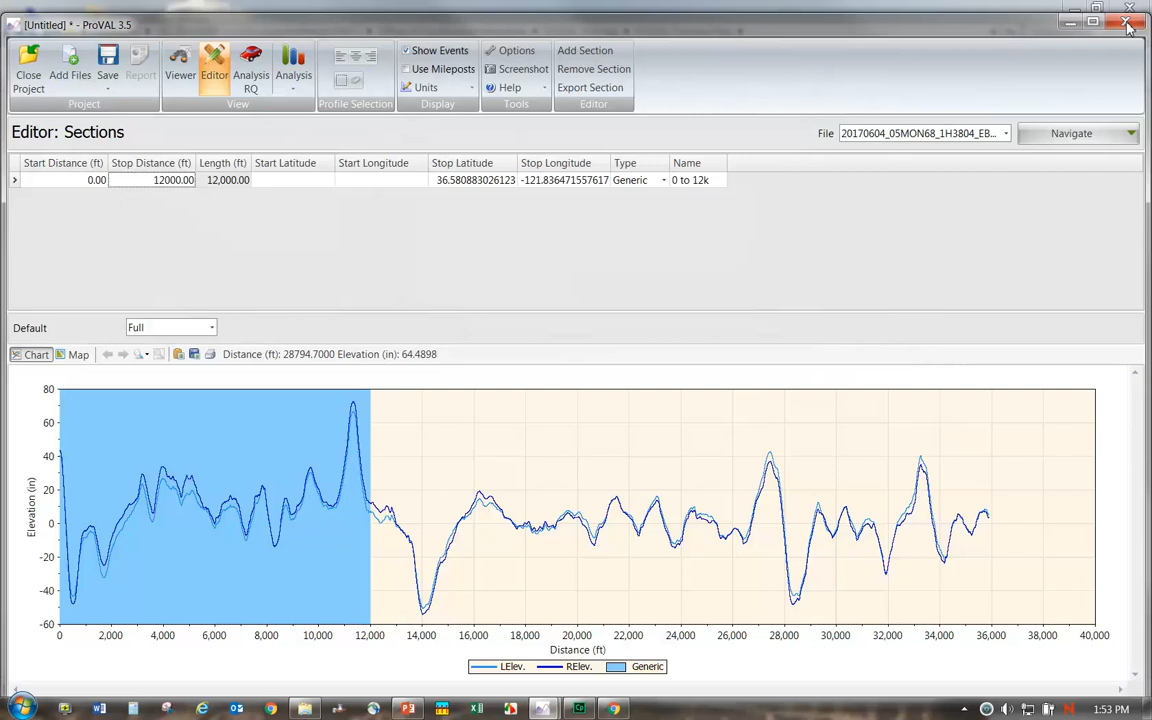 [Untitled] * - ProVAL 3.5
Close Project Add Files Save Report Viewer Editor Analysis RQ Analysis
Show Events Options Add Section
Use Mileposts Screenshot Remove Section
Units Help Export Section
Project View Profile Selection Display Tools Editor
Editor: Sections File 20170604_05MON68_1H3804_EB... Navigate
Start Distance (ft) Stop Distance (ft) Length (ft) Start Latitude Start Longitude Stop Latitude Stop Longitude Type Name
0.00 12000.00 12,000.00 36.580883026123 -121.836471557617 Generic 0 to 12k
Default Full
Chart Map Distance (ft): 28794.7000 Elevation (in): 64.4898
80
60
40
20
0
-20
-40
-60
Elevation (in)
0 2,000 4,000 6,000 8,000 10,000 12,000 14,000 16,000 18,000 20,000 22,000 24,000 26,000 28,000 30,000 32,000 34,000 36,000 38,000 40,000
Distance (ft)
LElev. RElev. Generic
1:53 PM